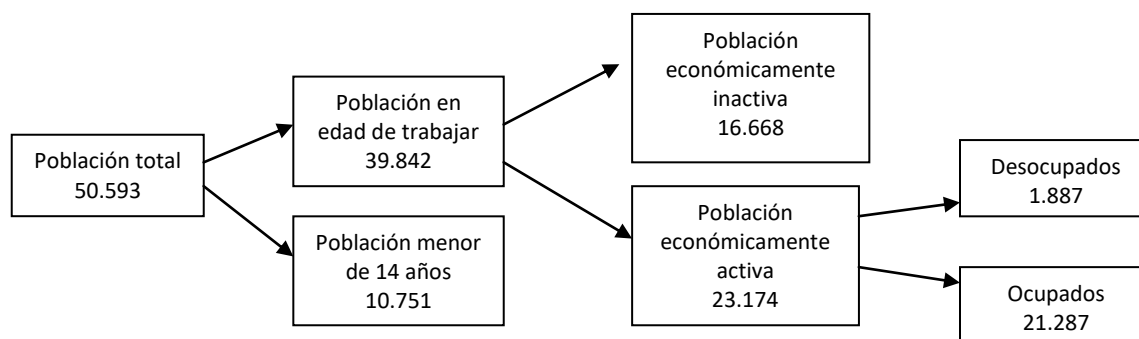 Población total
50.593
Población en
edad de trabajar
39.842
Población menor
de 14 años
10.751
Población
económicamente
inactiva
16.668
Población
económicamente
activa
23.174
Desocupados
1.887
Ocupados
21.287